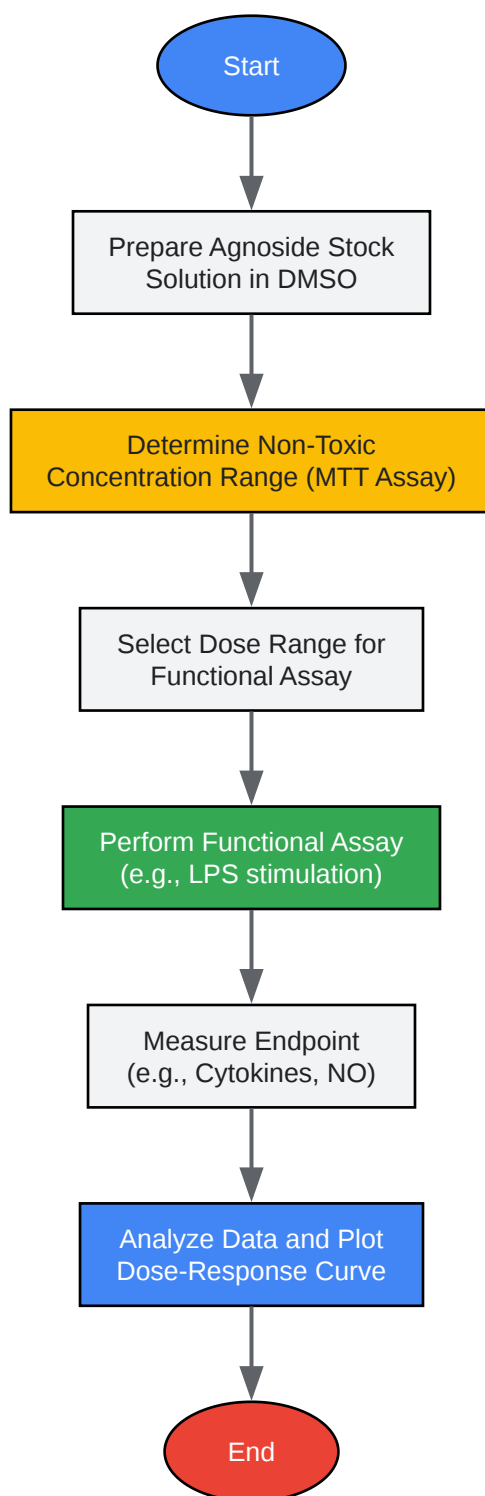 Start
Prepare Agnoside Stock
Solution in DMSO
Determine Non-Toxic
Concentration Range (MTT Assay)
Select Dose Range for
Functional Assay
Perform Functional Assay
(e.g., LPS stimulation)
Measure Endpoint
(e.g., Cytokines, NO)
Analyze Data and Plot
Dose-Response Curve
End